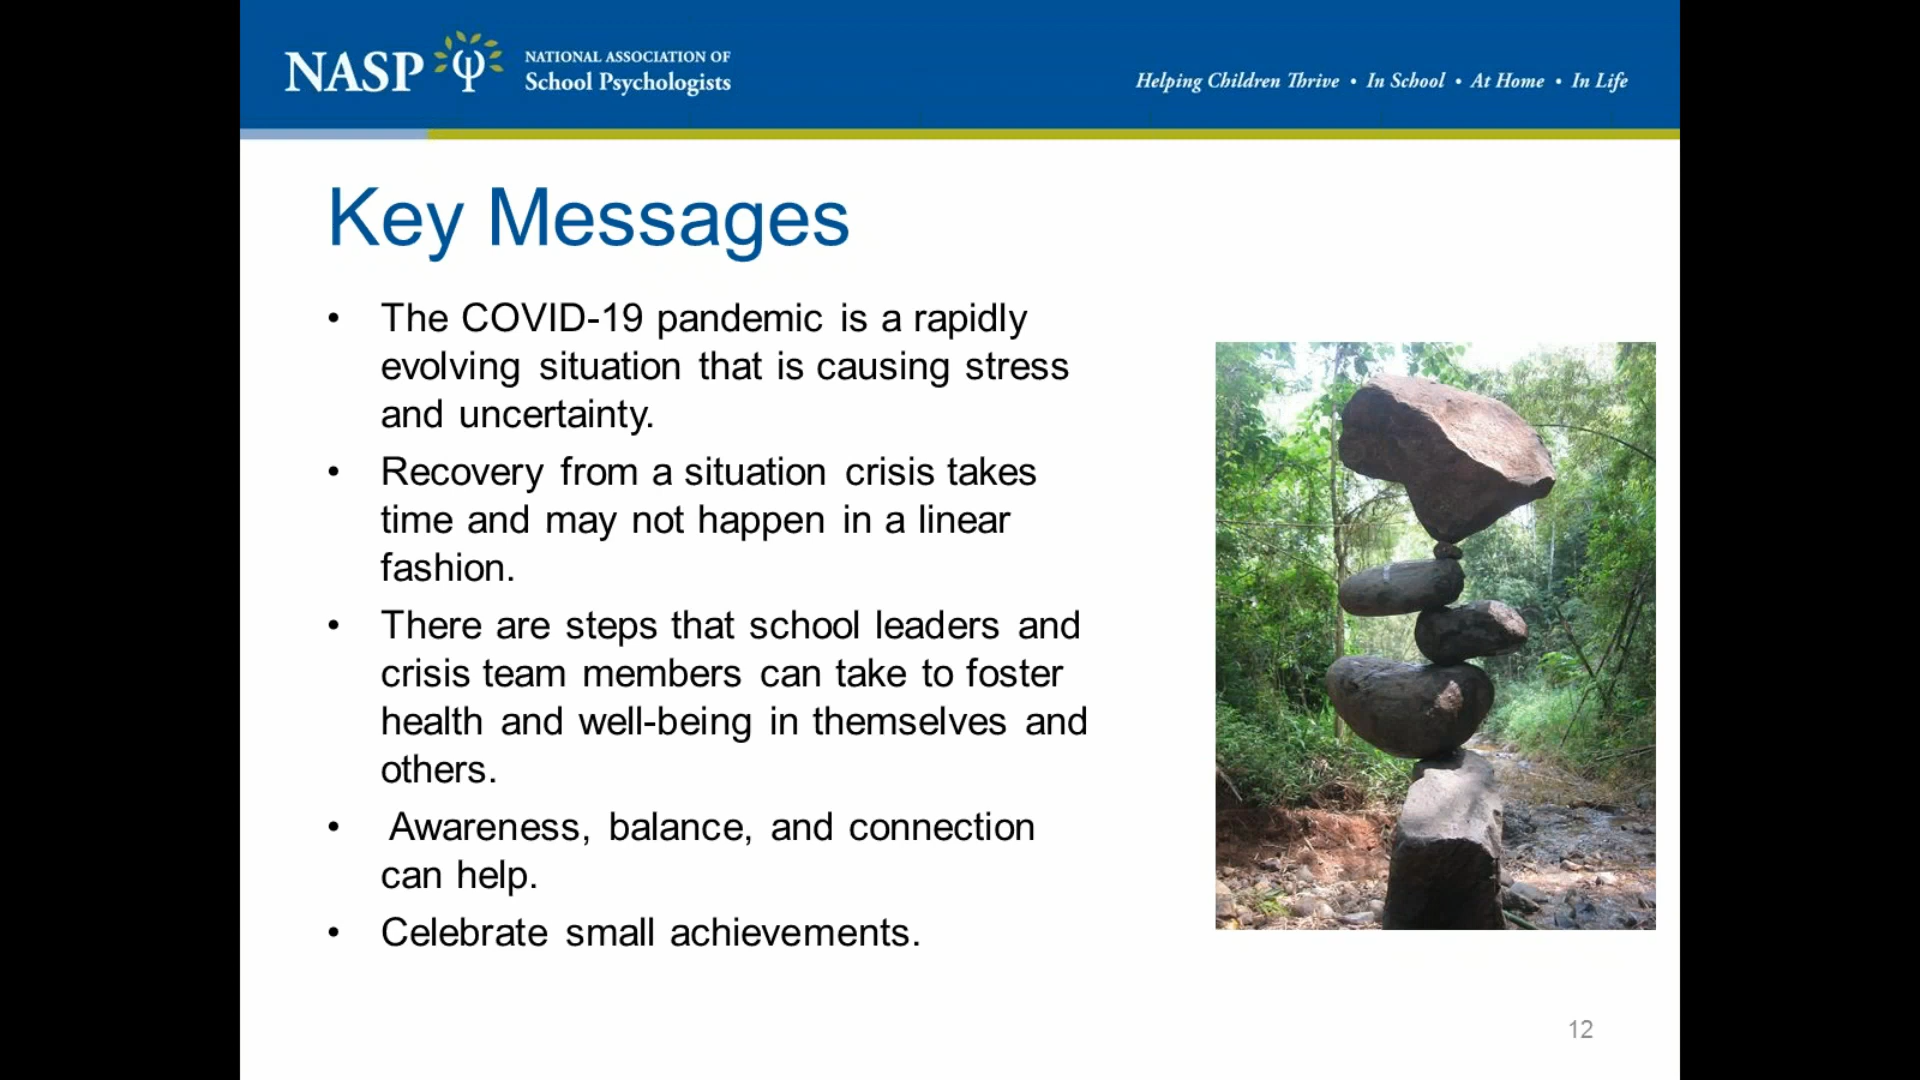 NASP
NATIONAL ASSOCIATION OF
School Psychologists
Helping Children Thrive • In School • At Home • In Life
Key Messages
• The COVID-19 pandemic is a rapidly
evolving situation that is causing stress
and uncertainty.
• Recovery from a situation crisis takes
time and may not happen in a linear
fashion.
• There are steps that school leaders and
crisis team members can take to foster
health and well-being in themselves and
others.
• Awareness, balance, and connection
can help.
• Celebrate small achievements.
12